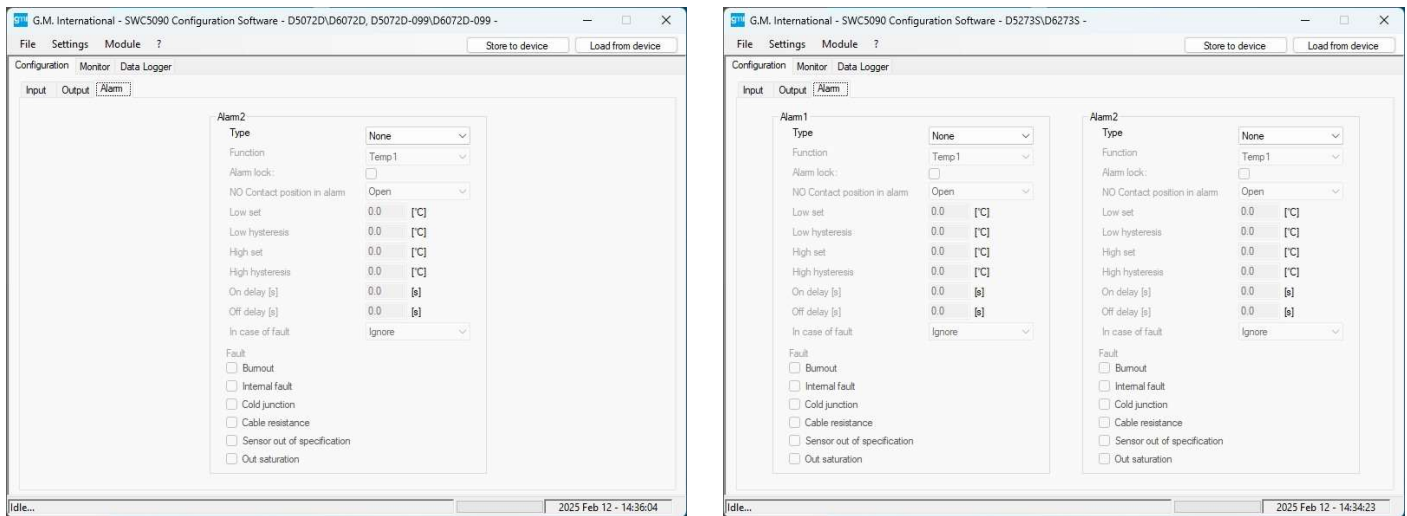 G.M. International - SWC5090 Configuration Software - D5072D\D6072D, D5072D-099\D6072D-099 -
File Settings Module ?
Store to device Load from device
Configuration Monitor Data Logger
Input Output Alarm
Alarm2
Type None
Function Temp1
Alarm lock:
NO Contact position in alarm Open
Low set 0.0 [°C]
Low hysteresis 0.0 [°C]
High set 0.0 [°C]
High hysteresis 0.0 [°C]
On delay [s] 0.0 [s]
Off delay [s] 0.0 [s]
In case of fault Ignore
Fault
Burnout
Internal fault
Cold junction
Cable resistance
Sensor out of specification
Out saturation
Idle... 2025 Feb 12 - 14:36:04
G.M. International - SWC5090 Configuration Software - D5273S\D6273S -
File Settings Module ?
Store to device Load from device
Configuration Monitor Data Logger
Input Output Alarm
Alarm1
Type None
Function Temp1
Alarm lock:
NO Contact position in alarm Open
Low set 0.0 [°C]
Low hysteresis 0.0 [°C]
High set 0.0 [°C]
High hysteresis 0.0 [°C]
On delay [s] 0.0 [s]
Off delay [s] 0.0 [s]
In case of fault Ignore
Fault
Burnout
Internal fault
Cold junction
Cable resistance
Sensor out of specification
Out saturation
Alarm2
Type None
Function Temp1
Alarm lock:
NO Contact position in alarm Open
Low set 0.0 [°C]
Low hysteresis 0.0 [°C]
High set 0.0 [°C]
High hysteresis 0.0 [°C]
On delay [s] 0.0 [s]
Off delay [s] 0.0 [s]
In case of fault Ignore
Fault
Burnout
Internal fault
Cold junction
Cable resistance
Sensor out of specification
Out saturation
Idle... 2025 Feb 12 - 14:34:23